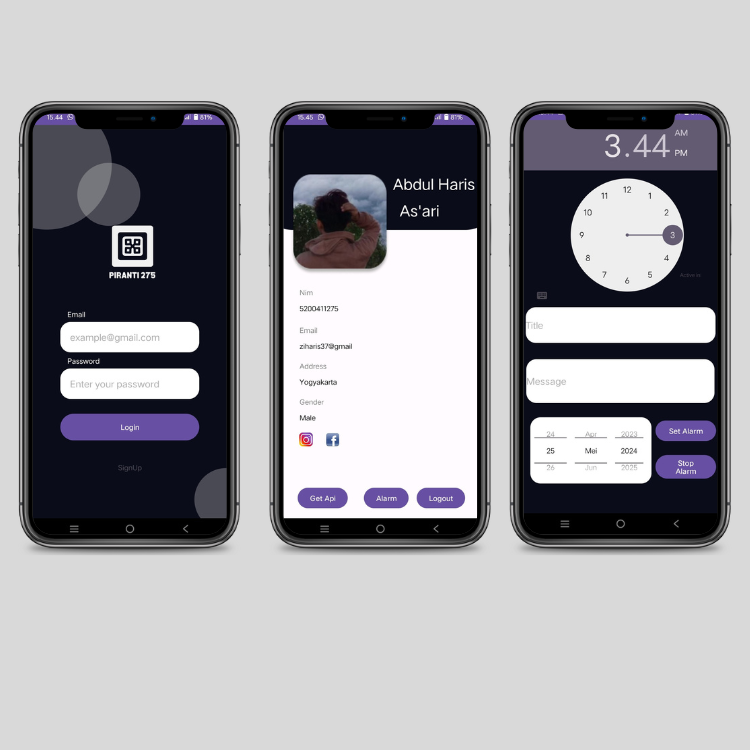 15.44
81%
PIRANTI 275
Email
example@gmail.com
Password
Enter your password
Login
SignUp
15.45
81%
Abdul Haris
As'ari
Nim
5200411275
Email
ziharis37@gmail
Address
Yogyakarta
Gender
Male
Get Api
Alarm
Logout
3.44
AM
PM
12
1
2
3
4
5
6
7
8
9
10
11
Title
Message
24 Apr 2023
25 Mei 2024
26 Jun 2025
Set Alarm
Stop
Alarm